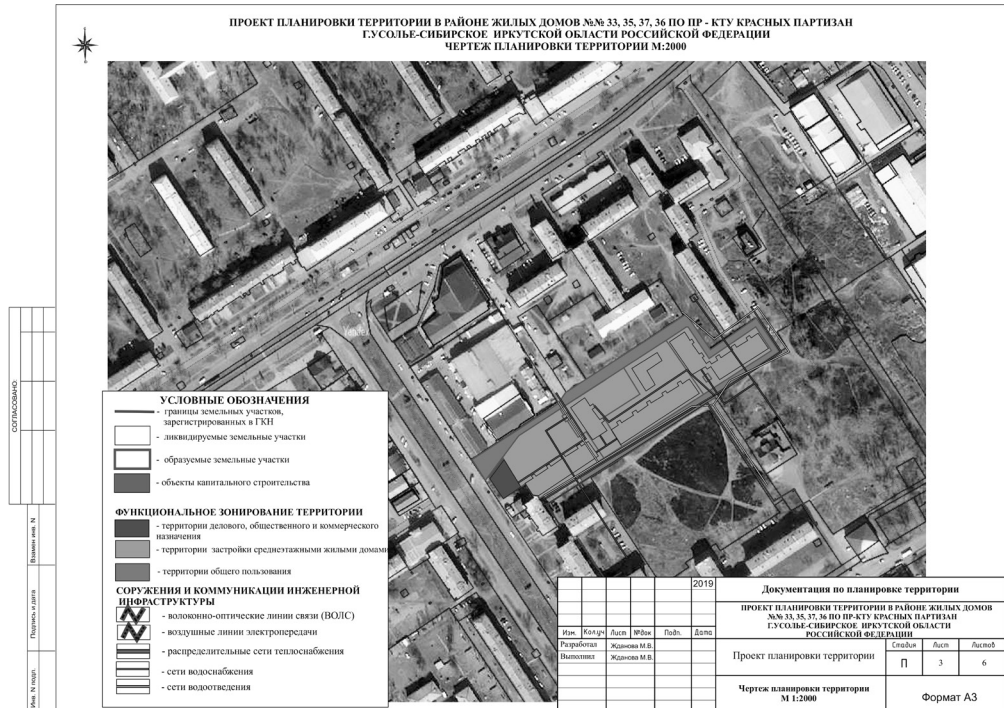 ПРОЕКТ ПЛАНИРОВКИ ТЕРРИТОРИИ В РАЙОНЕ ЖИЛЫХ ДОМОВ №№ 33, 35, 37, 36 ПО ПР - КТУ КРАСНЫХ ПАРТИЗАН
Г.УСОЛЬЕ-СИБИРСКОЕ ИРКУТСКОЙ ОБЛАСТИ РОССИЙСКОЙ ФЕДЕРАЦИИ
ЧЕРТЕЖ ПЛАНИРОВКИ ТЕРРИТОРИИ М:2000
УСЛОВНЫЕ ОБОЗНАЧЕНИЯ
- границы земельных участков,
зарегистрированных в ГКН
- ликвидируемые земельные участки
- образуемые земельные участки
- объекты капитального строительства
ФУНКЦИОНАЛЬНОЕ ЗОНИРОВАНИЕ ТЕРРИТОРИИ
- территории делового, общественного и коммерческого
назначения
- территории застройки среднеэтажными жилыми домами
- территории общего пользования
СОРУЖЕНИЯ И КОММУНИКАЦИИ ИНЖЕНЕРНОЙ
ИНФРАСТРУКТУРЫ
- волоконно-оптические линии связи (ВОЛС)
- воздушные линии электропередачи
- распределительные сети теплоснабжения
- сети водоснабжения
- сети водоотведения
СОГЛАСОВАНО:
Взамен инв. N
Подпись и дата
Инв. N подл.
2019
Изм. Кол.уч Лист №док Подп. Дата
Разработал Жданова М.В.
Выполнил Жданова М.В.
Документация по планировке территории
ПРОЕКТ ПЛАНИРОВКИ ТЕРРИТОРИИ В РАЙОНЕ ЖИЛЫХ ДОМОВ
№№ 33, 35, 37, 36 ПО ПР-КТУ КРАСНЫХ ПАРТИЗАН
Г.УСОЛЬЕ-СИБИРСКОЕ ИРКУТСКОЙ ОБЛАСТИ
РОССИЙСКОЙ ФЕДЕРАЦИИ
Проект планировки территории
Стадия Лист Листов
П 3 6
Чертеж планировки территории
М 1:2000
Формат А3